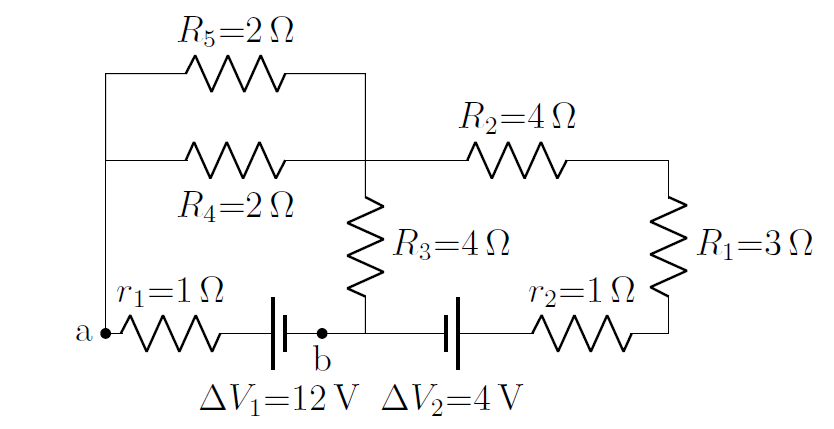 R₅=2 Ω
R₂=4 Ω
R₄=2 Ω
R₃=4 Ω
R₁=3 Ω
r₁=1 Ω
r₂=1 Ω
a
b
ΔV₁=12 V
ΔV₂=4 V